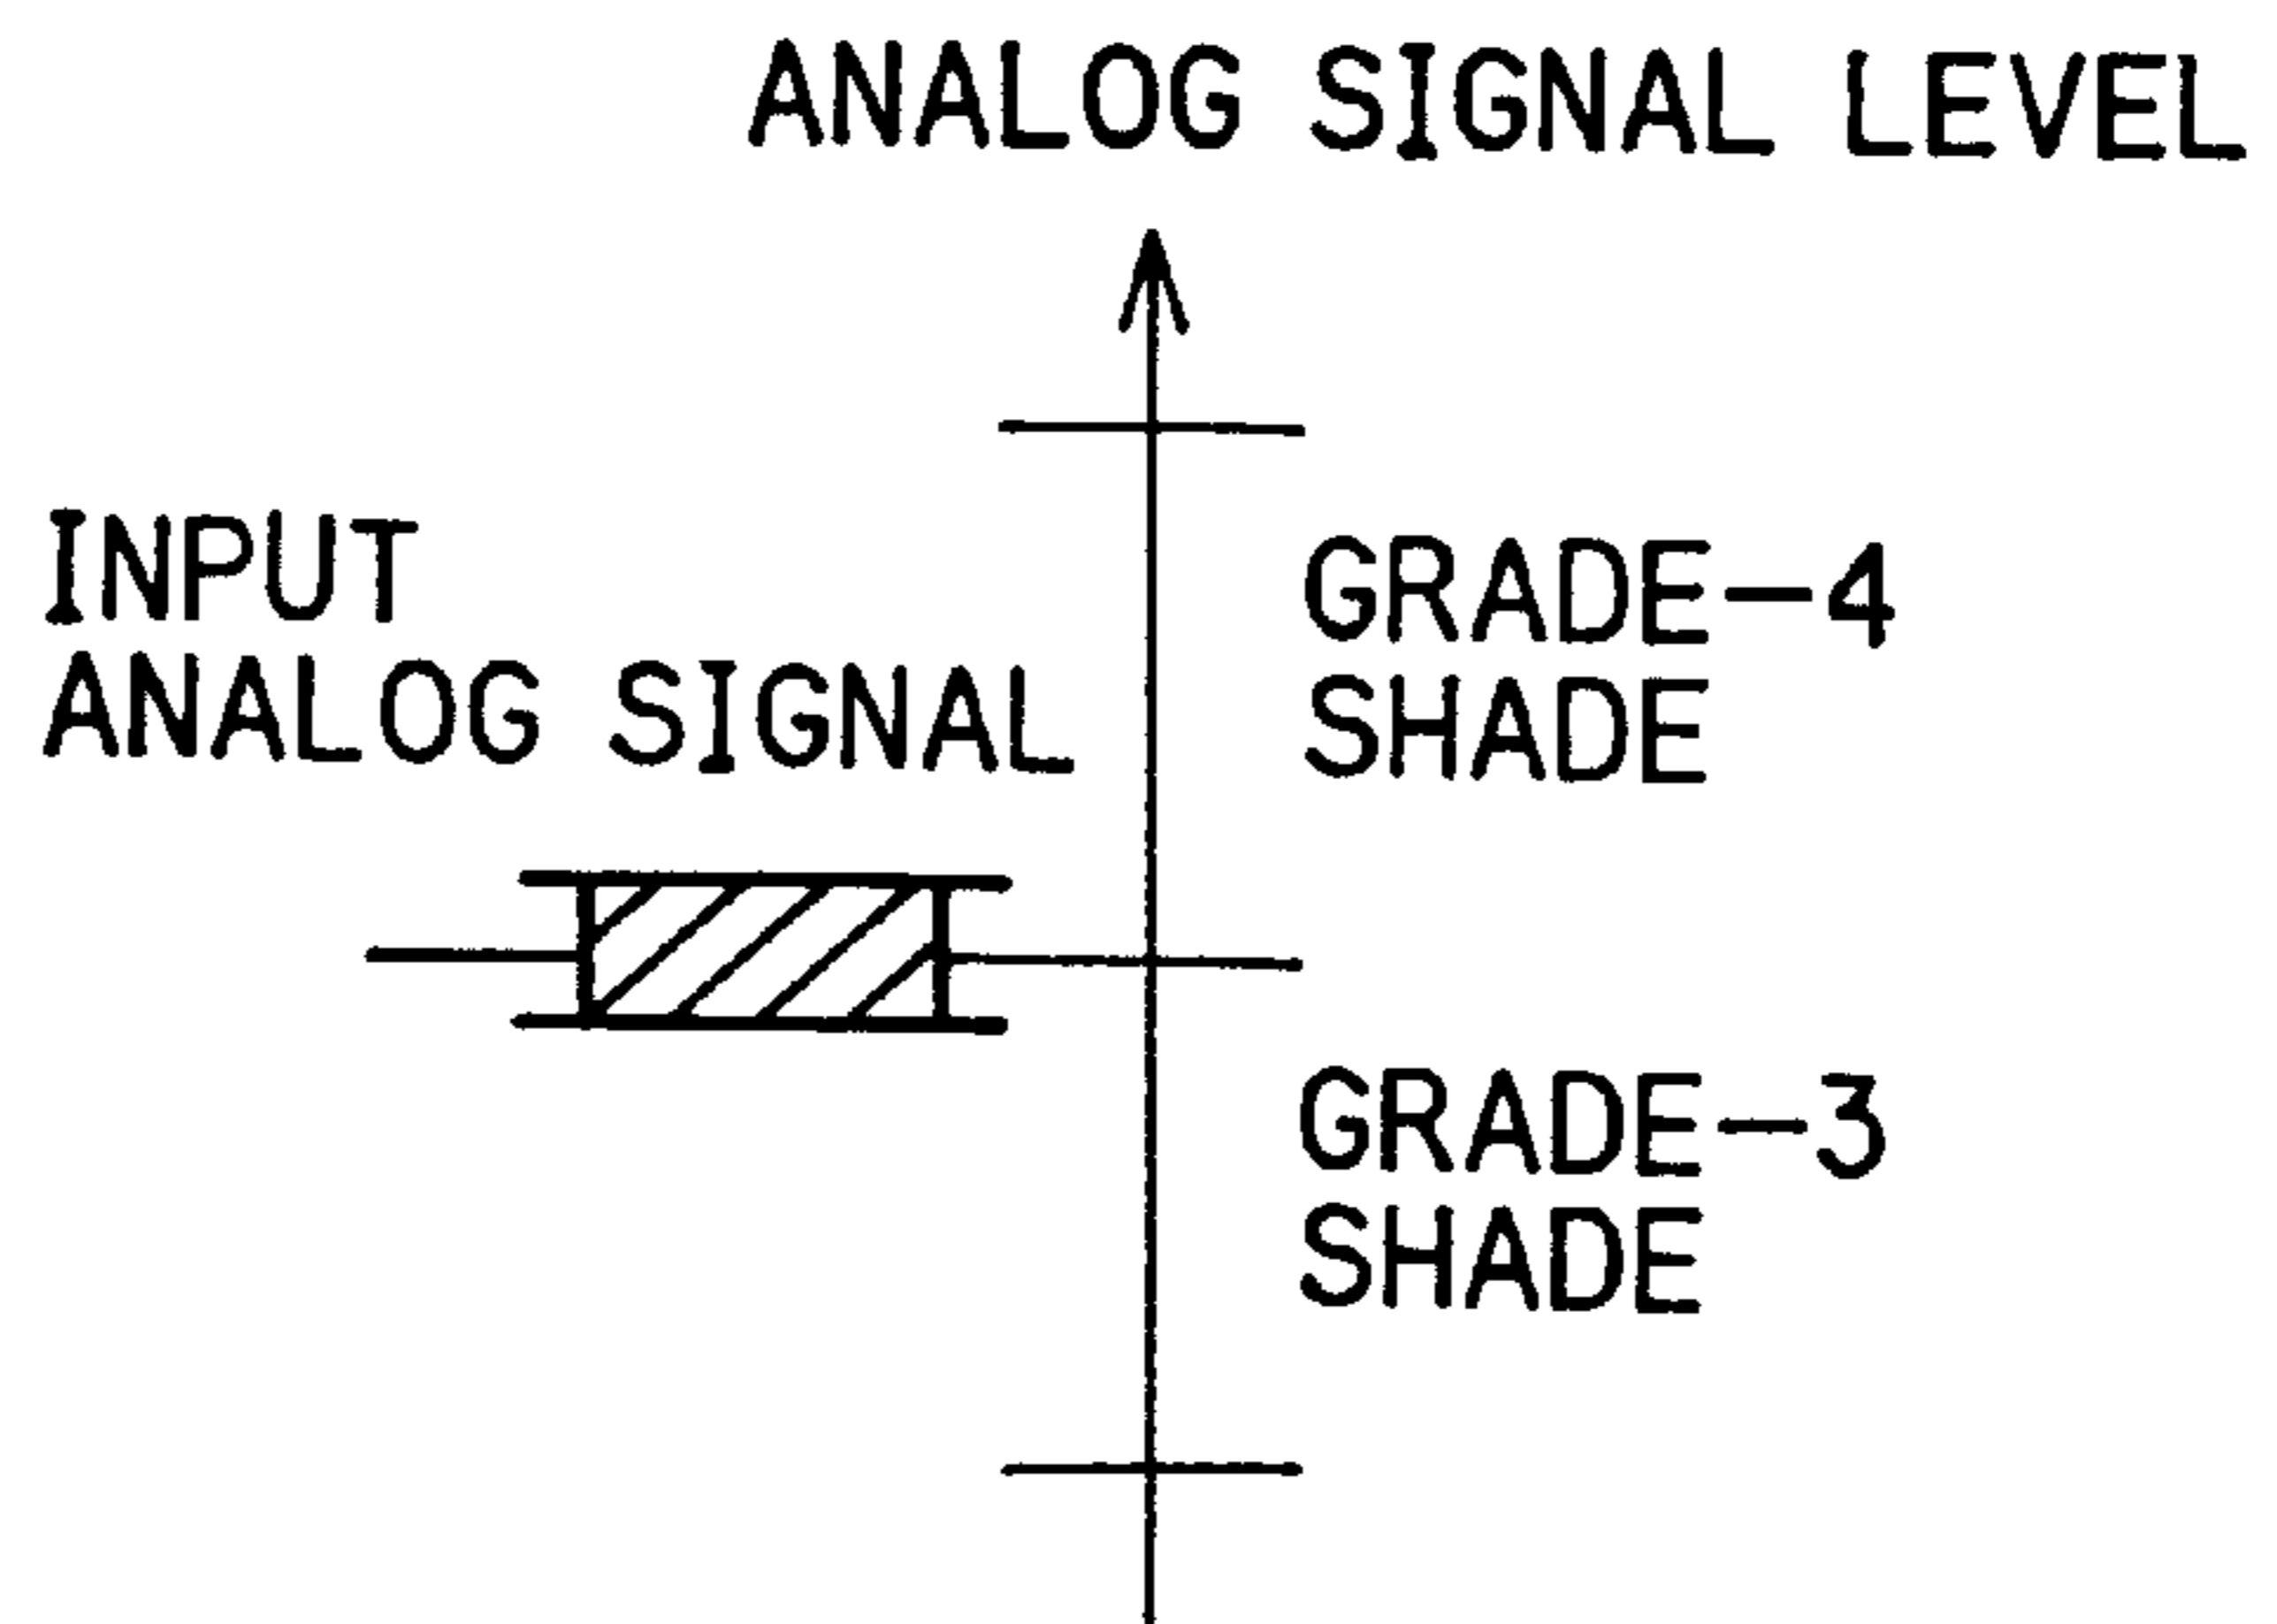 ANALOG SIGNAL LEVEL
INPUT
ANALOG SIGNAL
GRADE-4
SHADE
GRADE-3
SHADE